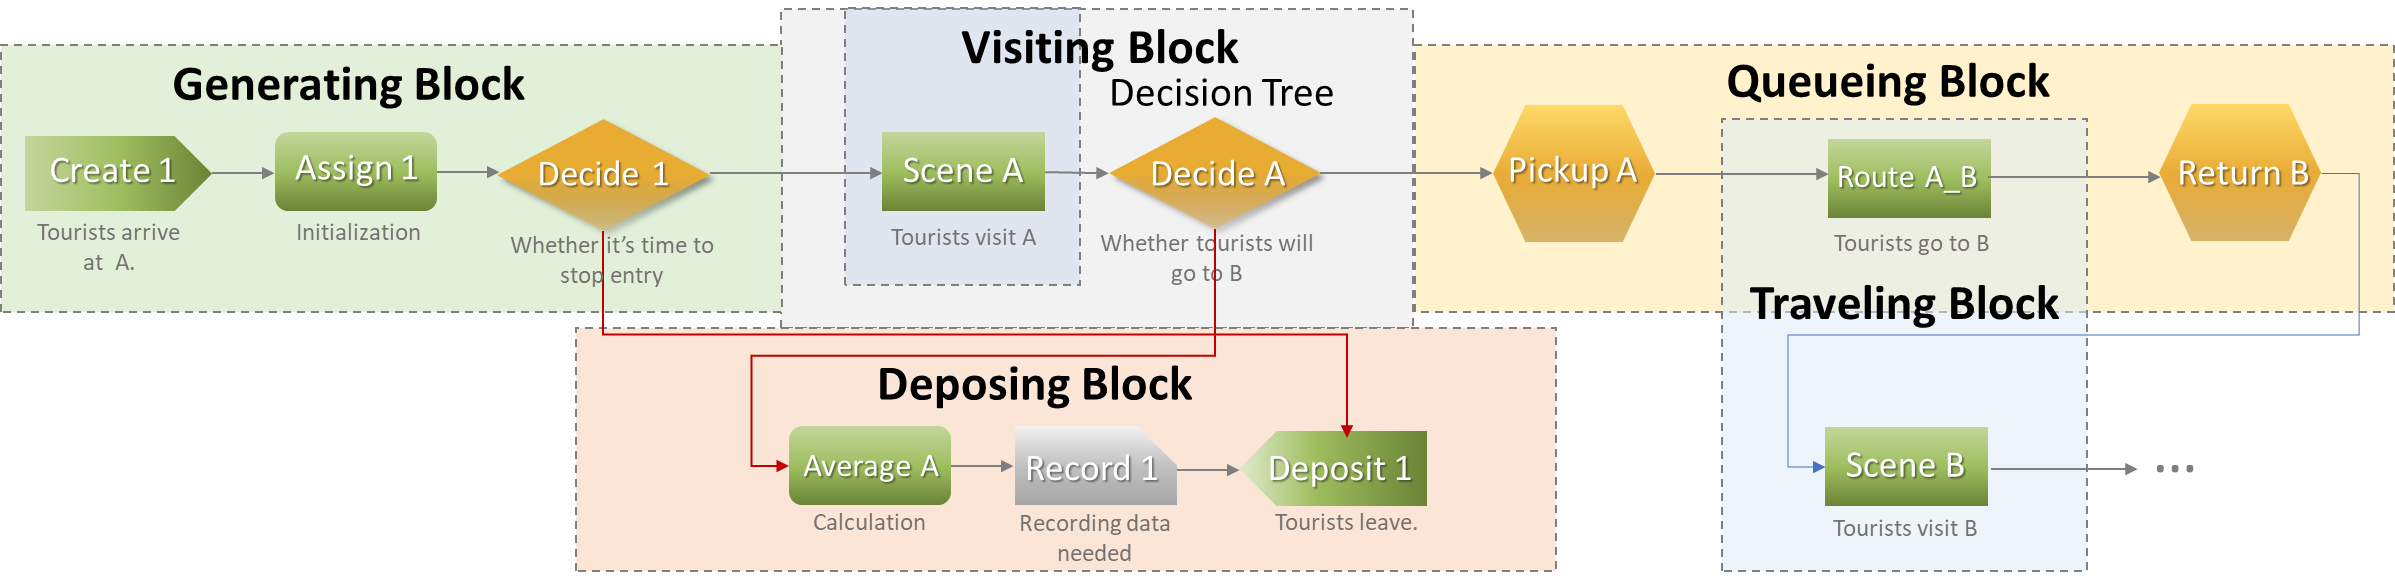 Generating Block
Create 1
Tourists arrive
at A.
Assign 1
Initialization
Decide 1
Whether it's time to
stop entry
Visiting Block
Decision Tree
Scene A
Tourists visit A
Decide A
Whether tourists will
go to B
Queueing Block
Pickup A
Route A_B
Tourists go to B
Return B
Traveling Block
Scene B
Tourists visit B
...
Deposing Block
Average A
Calculation
Record 1
Recording data
needed
Deposit 1
Tourists leave.